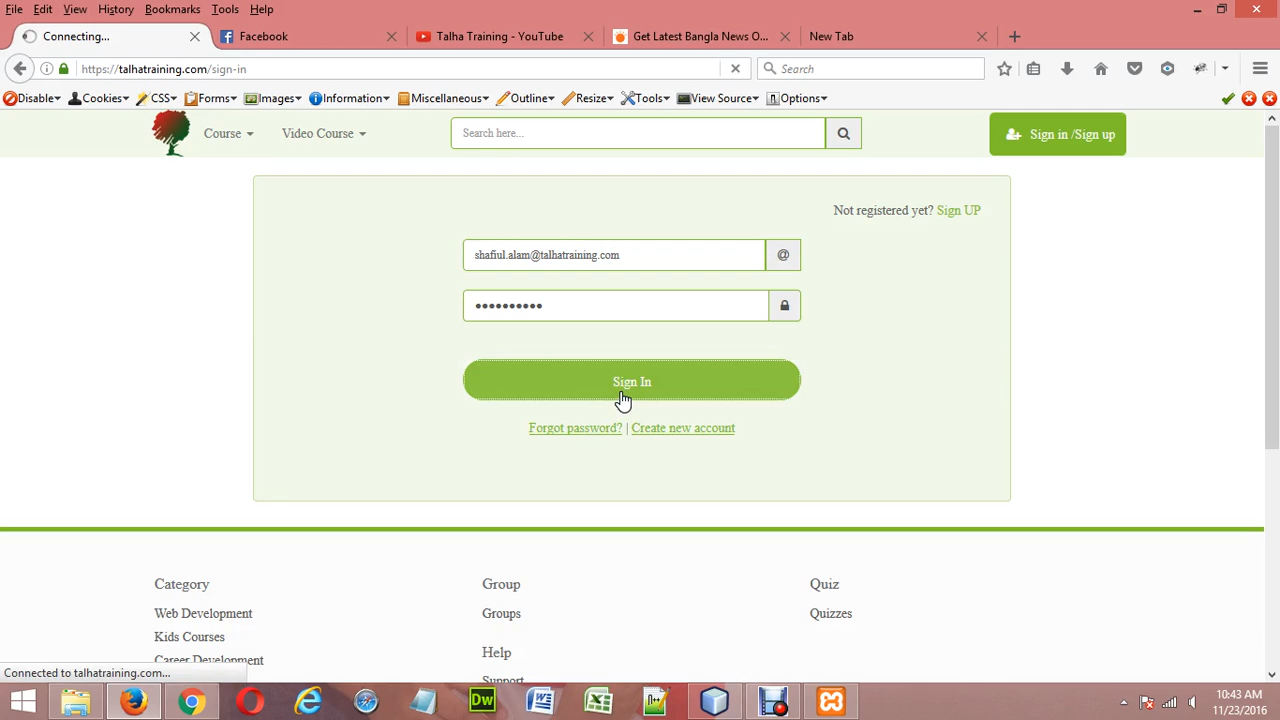 File Edit View History Bookmarks Tools Help
Connecting... Facebook Talha Training - YouTube Get Latest Bangla News O... New Tab
https://talhatraining.com/sign-in Search
Disable Cookies CSS Forms Images Information Miscellaneous Outline Resize Tools View Source Options
Course Video Course Search here... Sign in /Sign up
Not registered yet? Sign UP
shafiul.alam@talhatraining.com @
••••••••••
Sign In
Forgot password? | Create new account
Category Group Quiz
Web Development Groups Quizzes
Kids Courses
Help
Career Development
Support
Connected to talhatraining.com...
Dw
10:43 AM
11/23/2016